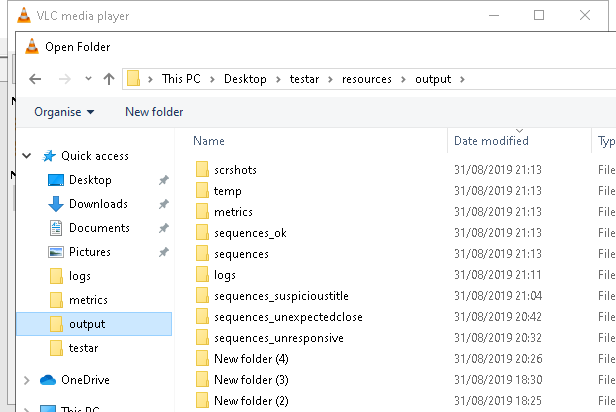 VLC media player
Open Folder
This PC > Desktop > testar > resources > output >
Organise New folder
Name Date modified Typ
Quick access
Desktop
Downloads
Documents
Pictures
logs
metrics
output
testar
OneDrive
This PC
scrshots 31/08/2019 21:13 File
temp 31/08/2019 21:13 File
metrics 31/08/2019 21:13 File
sequences_ok 31/08/2019 21:13 File
sequences 31/08/2019 21:13 File
logs 31/08/2019 21:11 File
sequences_suspicioustitle 31/08/2019 21:04 File
sequences_unexpectedclose 31/08/2019 20:42 File
sequences_unresponsive 31/08/2019 20:32 File
New folder (4) 31/08/2019 20:26 File
New folder (3) 31/08/2019 18:30 File
New folder (2) 31/08/2019 18:25 File